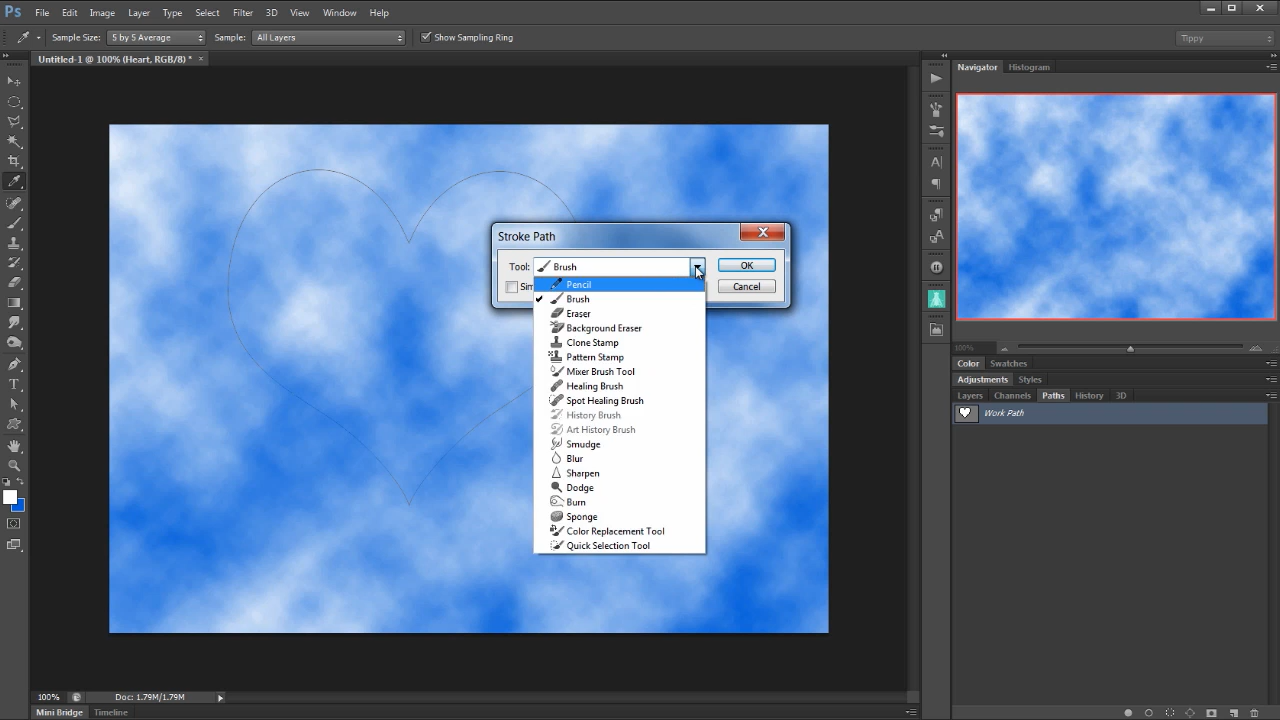 Ps File Edit Image Layer Type Select Filter 3D View Window Help
Sample Size: 5 by 5 Average Sample: All Layers Show Sampling Ring Tippy
Untitled-1 @ 100% (Heart, RGB/8) * ×
Navigator Histogram
Stroke Path
Tool: Brush OK
Sim Cancel
Pencil
Brush
Eraser
Background Eraser
Clone Stamp
Pattern Stamp
Mixer Brush Tool
Healing Brush
Spot Healing Brush
History Brush
Art History Brush
Smudge
Blur
Sharpen
Dodge
Burn
Sponge
Color Replacement Tool
Quick Selection Tool
100%
Color Swatches
Adjustments Styles
Layers Channels Paths History 3D
Work Path
100% Doc: 1.79M/1.79M
Mini Bridge Timeline